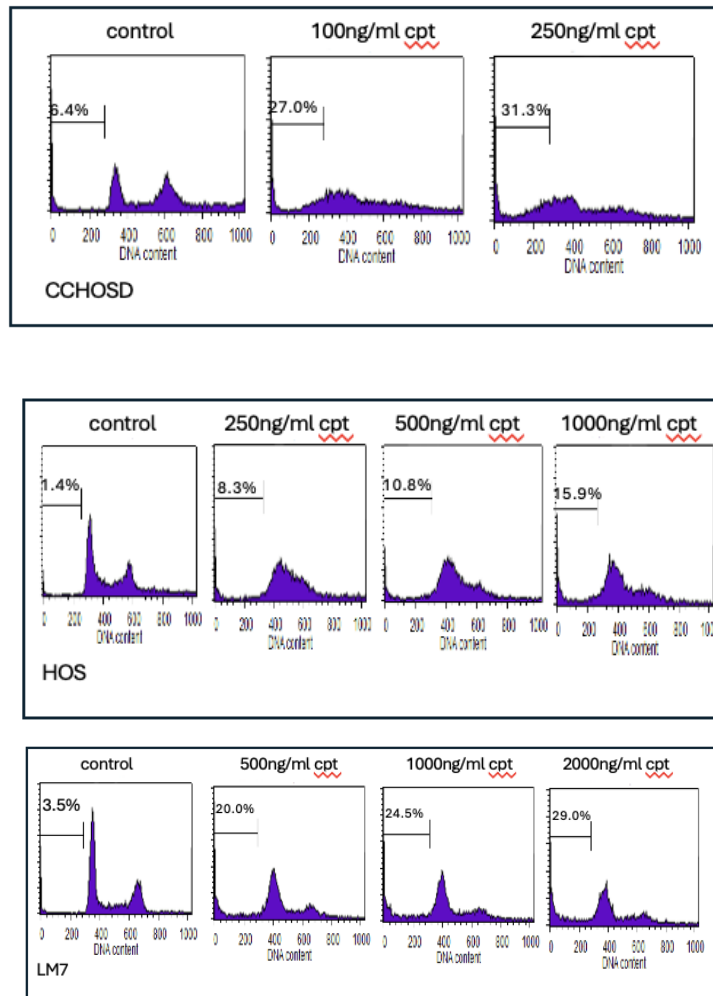 control 100ng/ml cpt 250ng/ml cpt
6.4% 27.0% 31.3%
0 200 400 600 800 1000 0 200 400 600 800 1000 0 200 400 600 800 1000
DNA content DNA content DNA content
CCHOSD
control 250ng/ml cpt 500ng/ml cpt 1000ng/ml cpt
1.4% 8.3% 10.8% 15.9%
0 200 400 600 800 1000 0 200 400 600 800 1000 0 200 400 600 800 1000 0 200 400 600 800
DNA content DNA content DNA content DNA content
HOS
control 500ng/ml cpt 1000ng/ml cpt 2000ng/ml cpt
3.5% 20.0% 24.5% 29.0%
0 200 400 600 800 1000 0 200 400 600 800 1000 0 200 400 600 800 1000 0 200 400 600 800 1000
DNA content DNA content DNA content DNA content
LM7